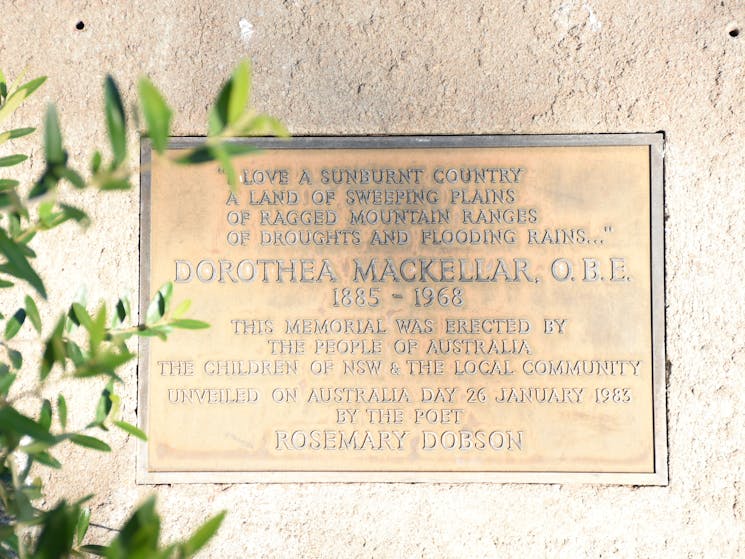 " LOVE A SUNBURNT COUNTRY
A LAND OF SWEEPING PLAINS
OF RAGGED MOUNTAIN RANGES
OF DROUGHTS AND FLOODING RAINS..."
DOROTHEA MACKELLAR, O.B.E.
1885 - 1968
THIS MEMORIAL WAS ERECTED BY
THE PEOPLE OF AUSTRALIA
THE CHILDREN OF NSW & THE LOCAL COMMUNITY
UNVEILED ON AUSTRALIA DAY 26 JANUARY 1983
BY THE POET
ROSEMARY DOBSON